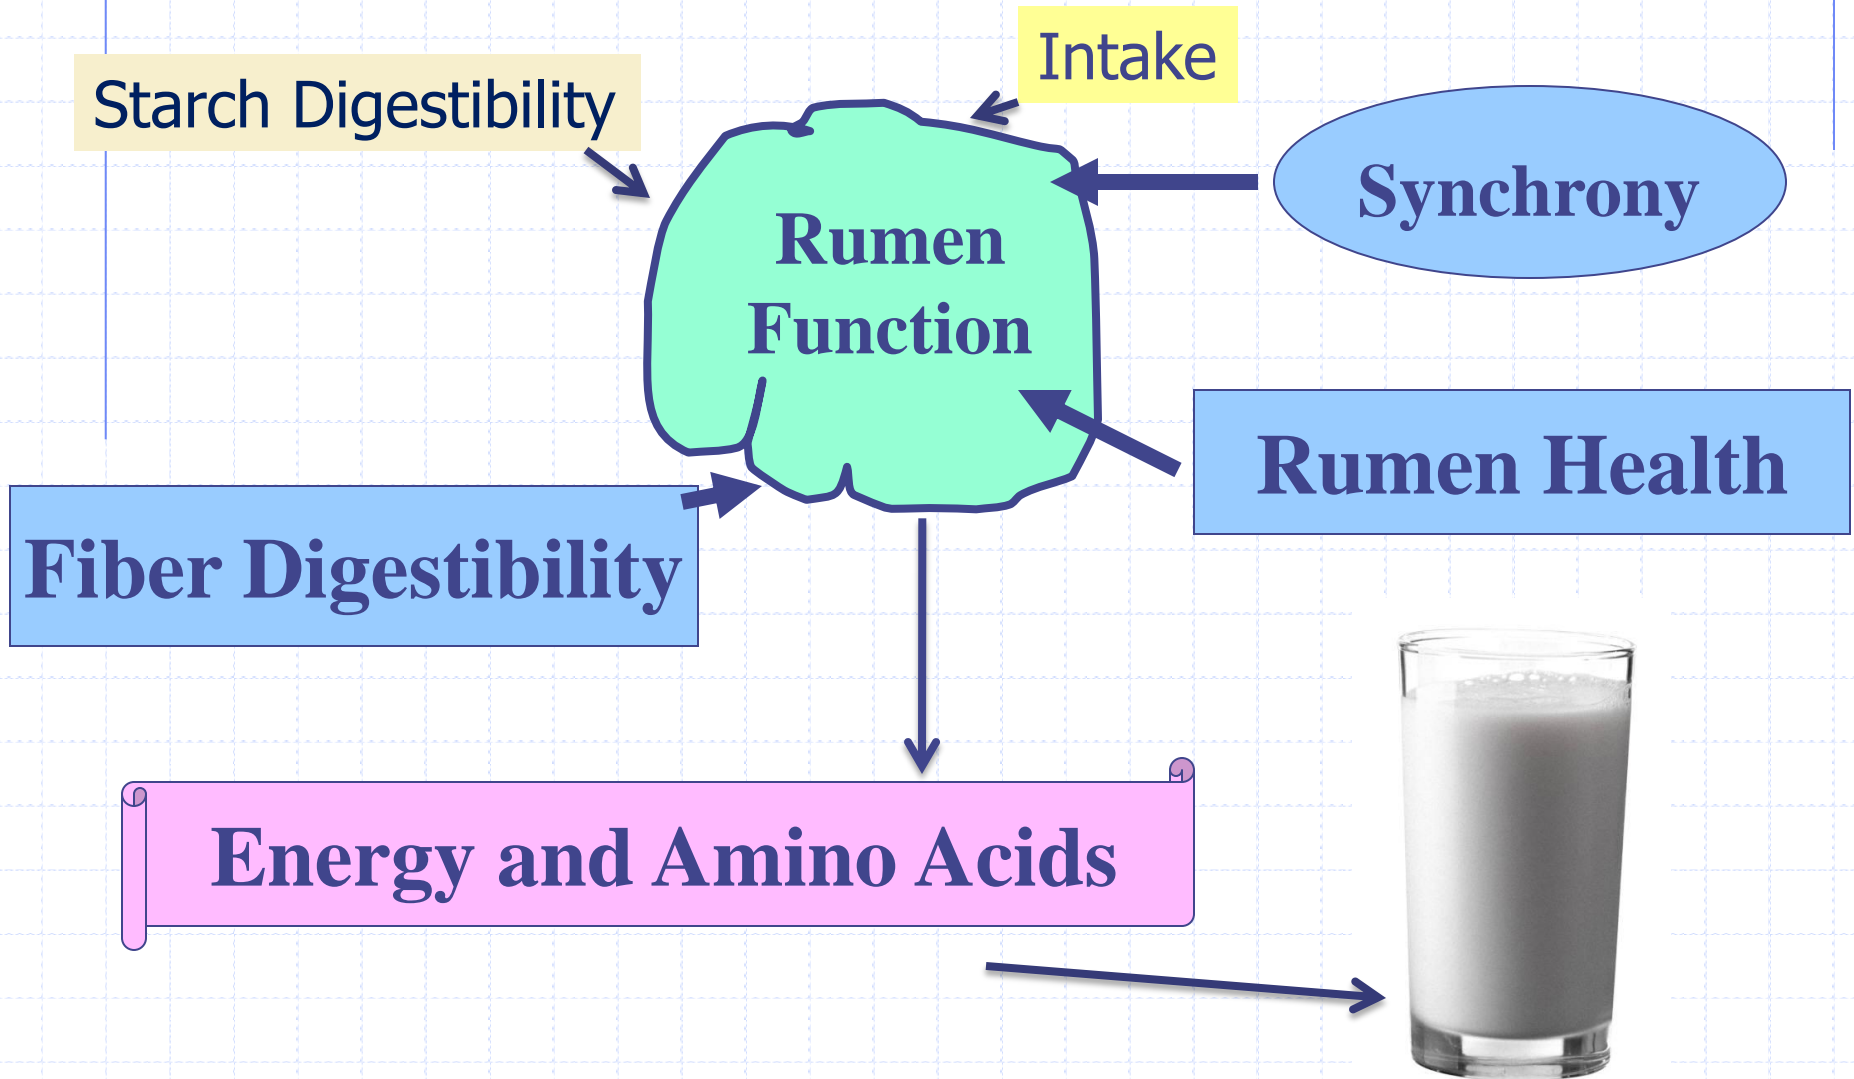 Intake
Starch Digestibility
Synchrony
Rumen
Function
Rumen Health
Fiber Digestibility
Energy and Amino Acids